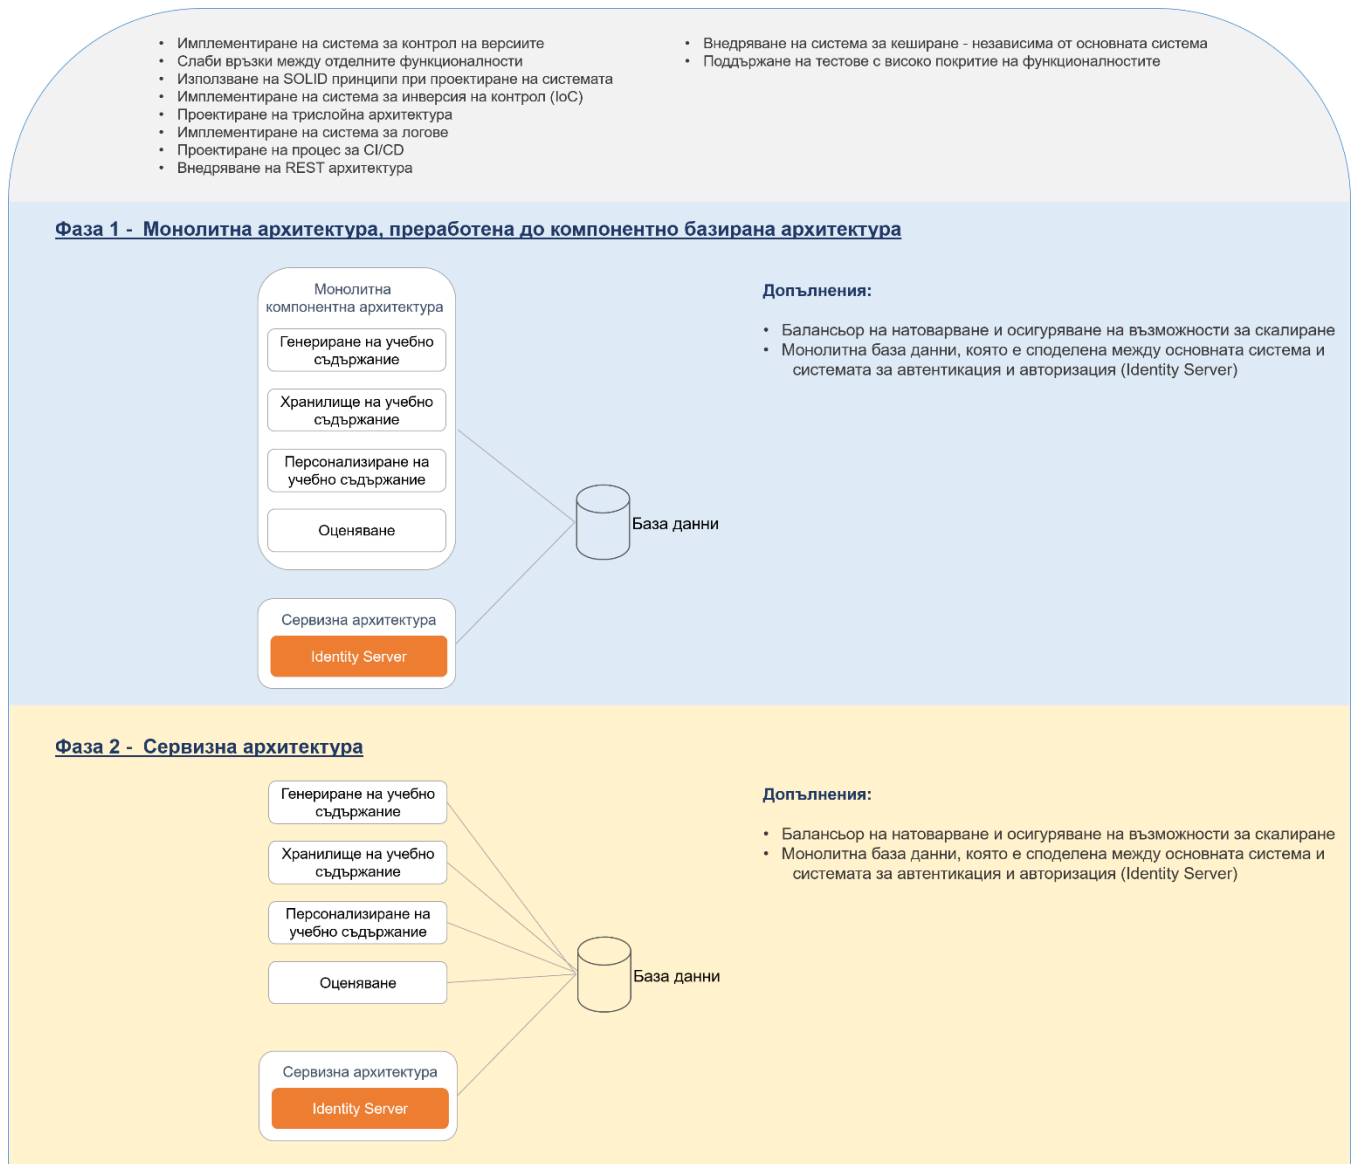 • Имплементиране на система за контрол на версиите
• Слаби връзки между отделните функционалности
• Използване на SOLID принципи при проектиране на системата
• Имплементиране на система за инверсия на контрол (IoC)
• Проектиране на трислойна архитектура
• Имплементиране на система за логове
• Проектиране на процес за CI/CD
• Внедряване на REST архитектура
• Внедряване на система за кеширане - независима от основната система
• Поддържане на тестове с високо покритие на функционалностите
Фаза 1 - Монолитна архитектура, преработена до компонентно базирана архитектура
Монолитна
компонентна архитектура
Генериране на учебно
съдържание
Хранилище на учебно
съдържание
Персонализиране на
учебно съдържание
Оценяване
Сервизна архитектура
Identity Server
База данни
Допълнения:
• Балансьор на натоварване и осигуряване на възможности за скалиране
• Монолитна база данни, която е споделена между основната система и
системата за автентикация и авторизация (Identity Server)
Фаза 2 - Сервизна архитектура
Генериране на учебно
съдържание
Хранилище на учебно
съдържание
Персонализиране на
учебно съдържание
Оценяване
Сервизна архитектура
Identity Server
База данни
Допълнения:
• Балансьор на натоварване и осигуряване на възможности за скалиране
• Монолитна база данни, която е споделена между основната система и
системата за автентикация и авторизация (Identity Server)